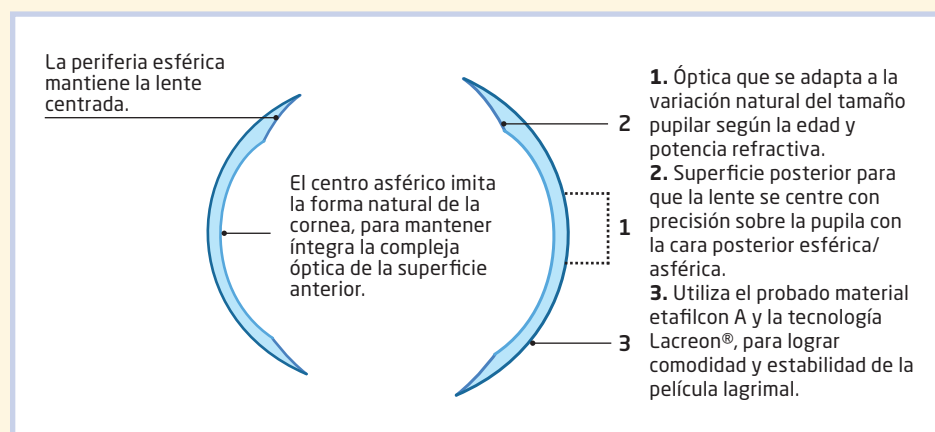 La periferia esférica
mantiene la lente
centrada.
El centro asférico imita
la forma natural de la
cornea, para mantener
íntegra la compleja
óptica de la superficie
anterior.
2
1
3
1. Óptica que se adapta a la
variación natural del tamaño
pupilar según la edad y
potencia refractiva.
2. Superficie posterior para
que la lente se centre con
precisión sobre la pupila con
la cara posterior esférica/
asférica.
3. Utiliza el probado material
etafilcon A y la tecnología
Lacreon®, para lograr
comodidad y estabilidad de la
película lagrimal.